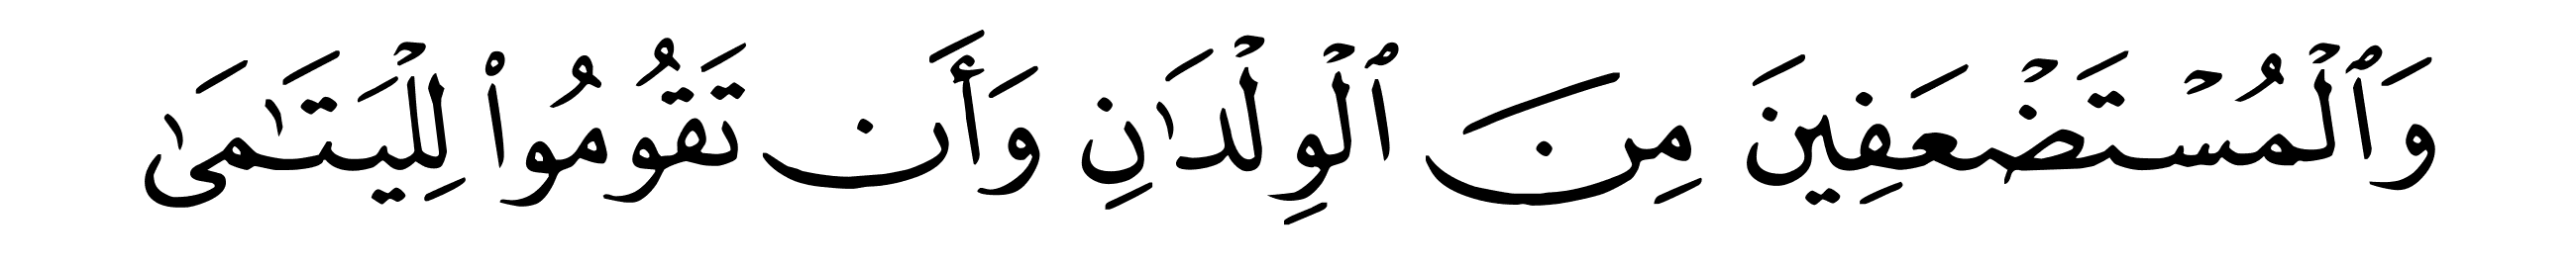 وَٱلۡمُسۡتَضۡعَفِينَ مِنَ ٱلۡوِلۡدَٰنِ وَأَن تَقُومُواْ لِلۡيَتَٰمَىٰ